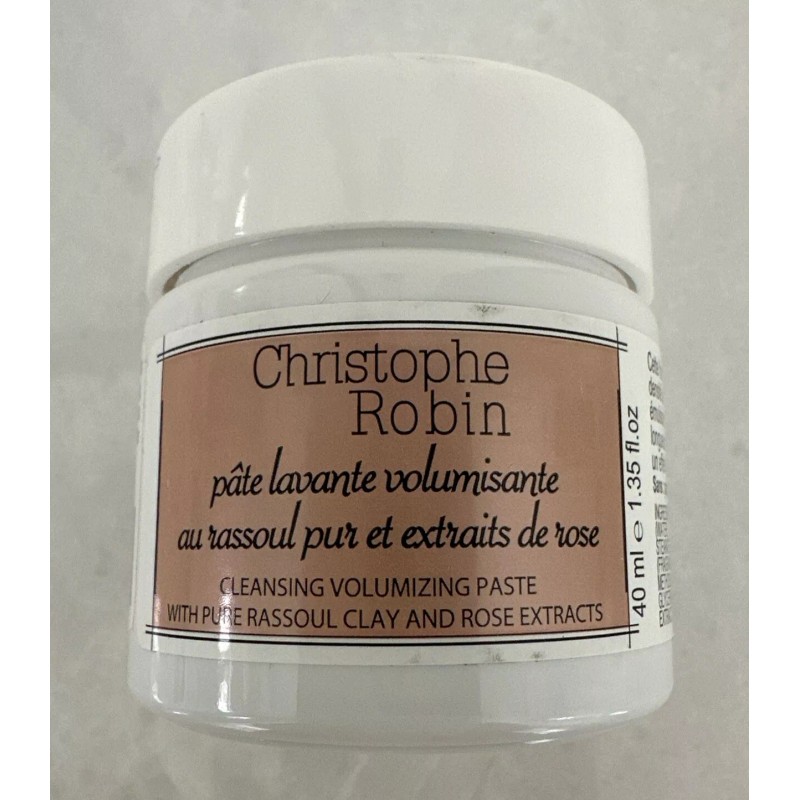 Christophe
Robin
pâte lavante volumisante
au rassoul pur et extraits de rose
CLEANSING VOLUMIZING PASTE
WITH PURE RASSOUL CLAY AND ROSE EXTRACTS
40 ml e 1.35 fl.oz